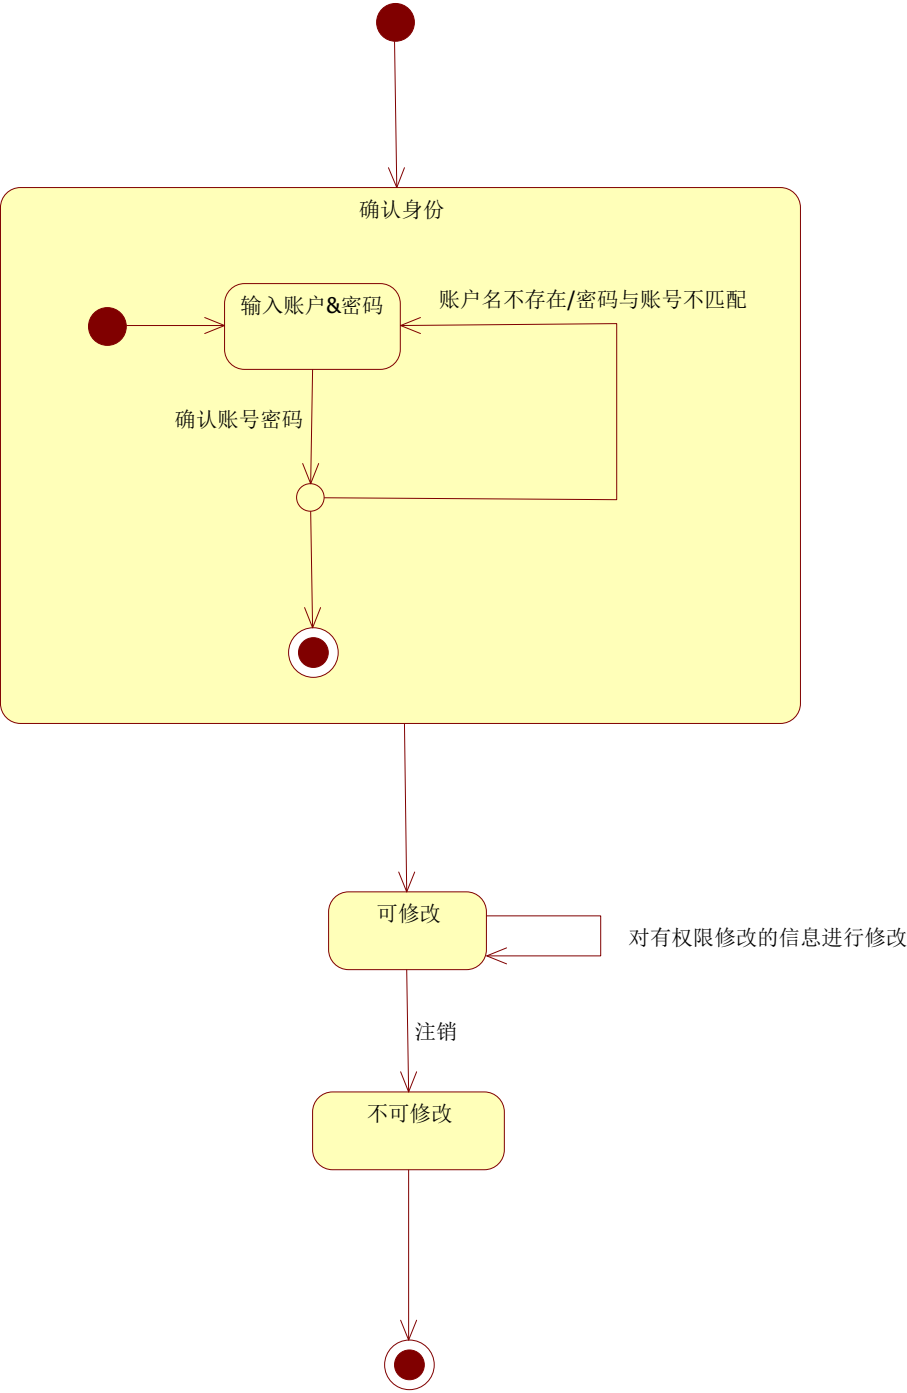 确认身份
输入账户&密码
账户名不存在/密码与账号不匹配
确认账号密码
可修改
对有权限修改的信息进行修改
注销
不可修改